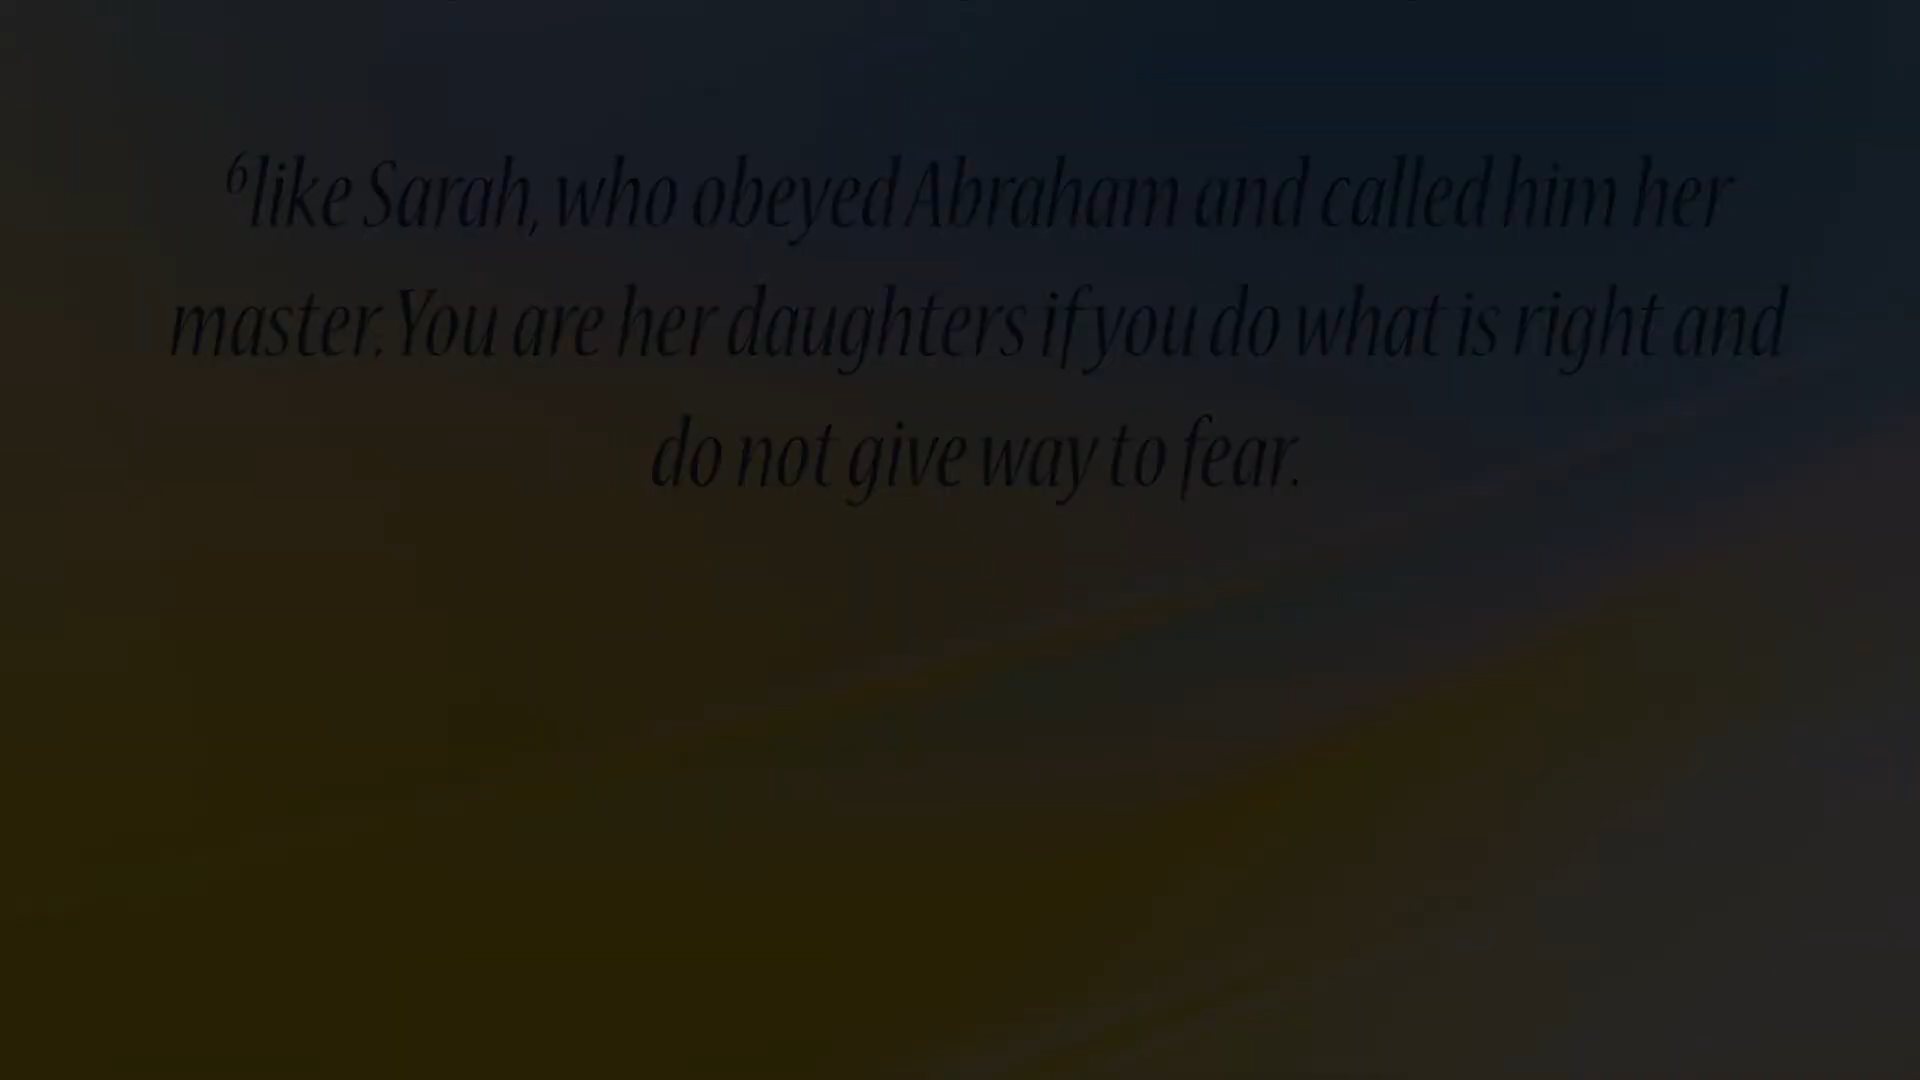 ⁶like Sarah, who obeyed Abraham and called him her
master. You are her daughters if you do what is right and
do not give way to fear.